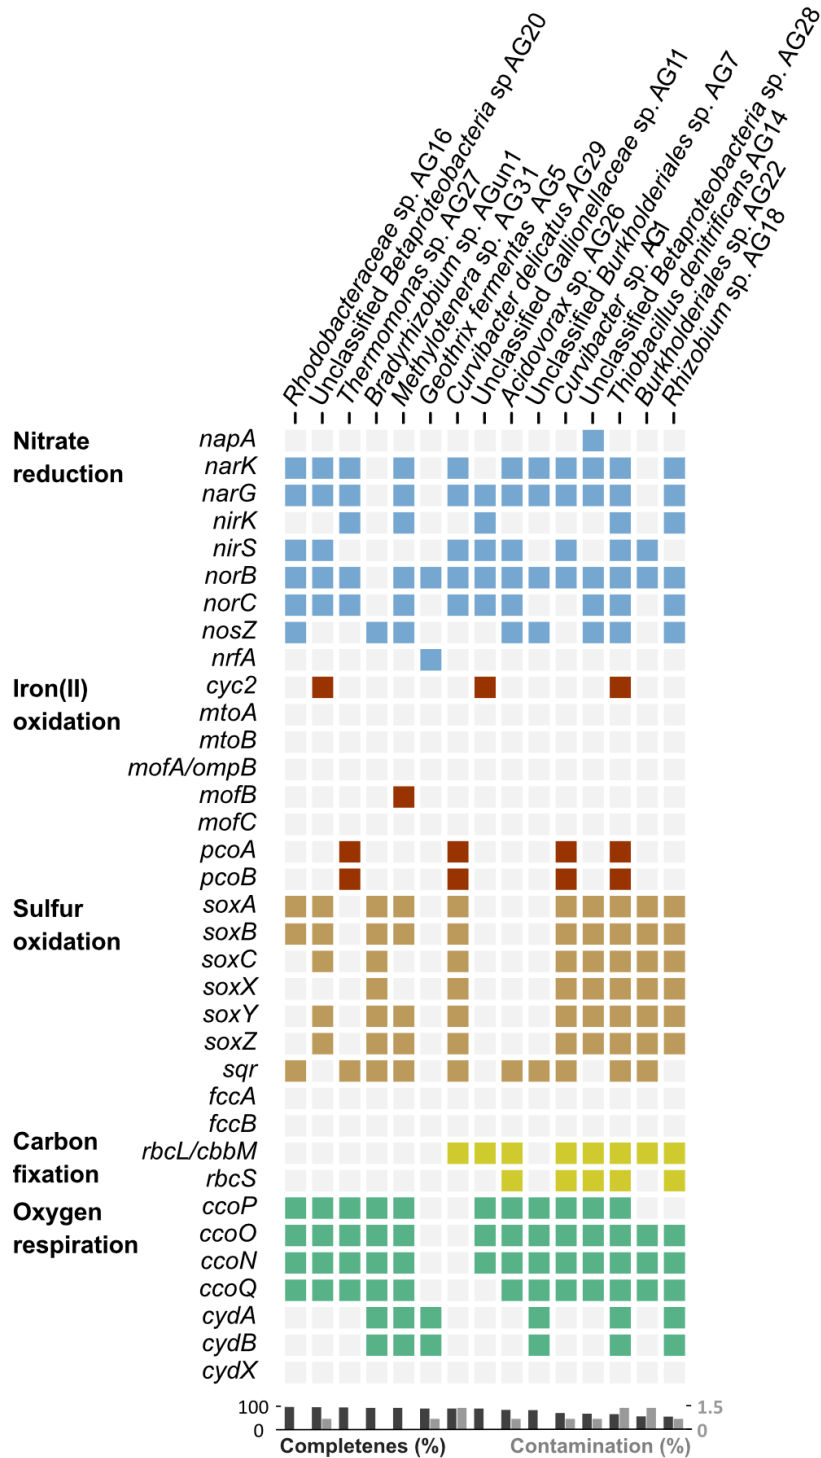 Rhodobacteraceae sp. AG16
Unclassified Betaproteobacteria sp AG20
Thermomonas sp. AG27
Bradyrhizobium sp. AGun1
Methylotenera sp. AG31
Geothrix fermentas AG5
Curvibacter delicatus AG29
Unclassified Gallionellaceae sp. AG11
Acidovorax sp. AG26
Unclassified Burkholderiales sp. AG7
Curvibacter sp. AG1
Unclassified Betaproteobacteria sp. AG28
Thiobacillus denitrificans AG14
Burkholderiales sp. AG22
Rhizobium sp. AG18
Nitrate
reduction
napA
narK
narG
nirK
nirS
norB
norC
nosZ
nrfA
Iron(II)
oxidation
cyc2
mtoA
mtoB
mofA/ompB
mofB
mofC
pcoA
pcoB
Sulfur
oxidation
soxA
soxB
soxC
soxX
soxY
soxZ
sqr
fccA
fccB
Carbon
fixation
rbcL/cbbM
rbcS
Oxygen
respiration
ccoP
ccoO
ccoN
ccoQ
cydA
cydB
cydX
100
0
1.5
0
Completenes (%)
Contamination (%)